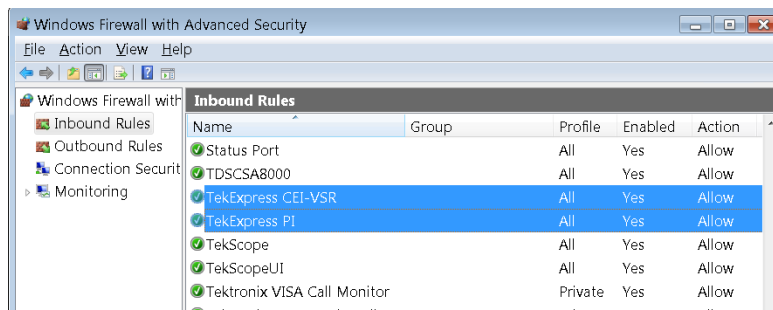 Windows Firewall with Advanced Security
File Action View Help
Windows Firewall with
Inbound Rules
Outbound Rules
Connection Securit
Monitoring
Inbound Rules
Name Group Profile Enabled Action
Status Port All Yes Allow
TDSCSA8000 All Yes Allow
TekExpress CEI-VSR All Yes Allow
TekExpress PI All Yes Allow
TekScope All Yes Allow
TekScopeUI All Yes Allow
Tektronix VISA Call Monitor Private Yes Allow